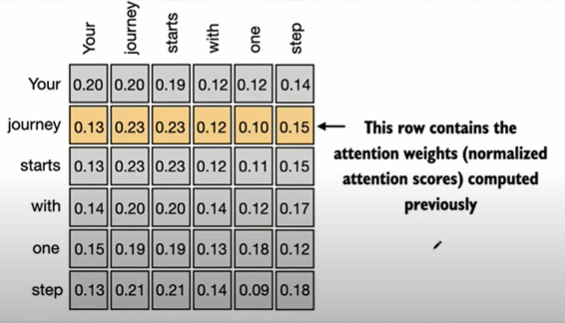 Your journey starts with one step
Your 0.20 0.20 0.19 0.12 0.12 0.14
journey 0.13 0.23 0.23 0.12 0.10 0.15
starts 0.13 0.23 0.23 0.12 0.11 0.15
with 0.14 0.20 0.20 0.14 0.12 0.17
one 0.15 0.19 0.19 0.13 0.18 0.12
step 0.13 0.21 0.21 0.14 0.09 0.18
This row contains the
attention weights (normalized
attention scores) computed
previously